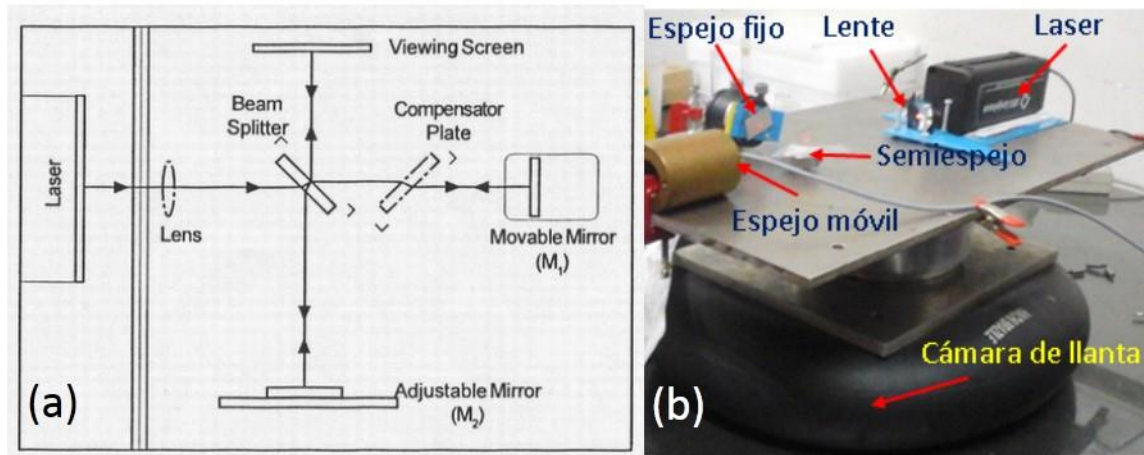 Viewing Screen
Beam
Splitter
Compensator
Plate
Laser
Lens
Movable Mirror
(M₁)
Adjustable Mirror
(M₂)
(a)
Espejo fijo
Lente
Laser
Semiespejo
Espejo móvil
Cámara de llanta
(b)